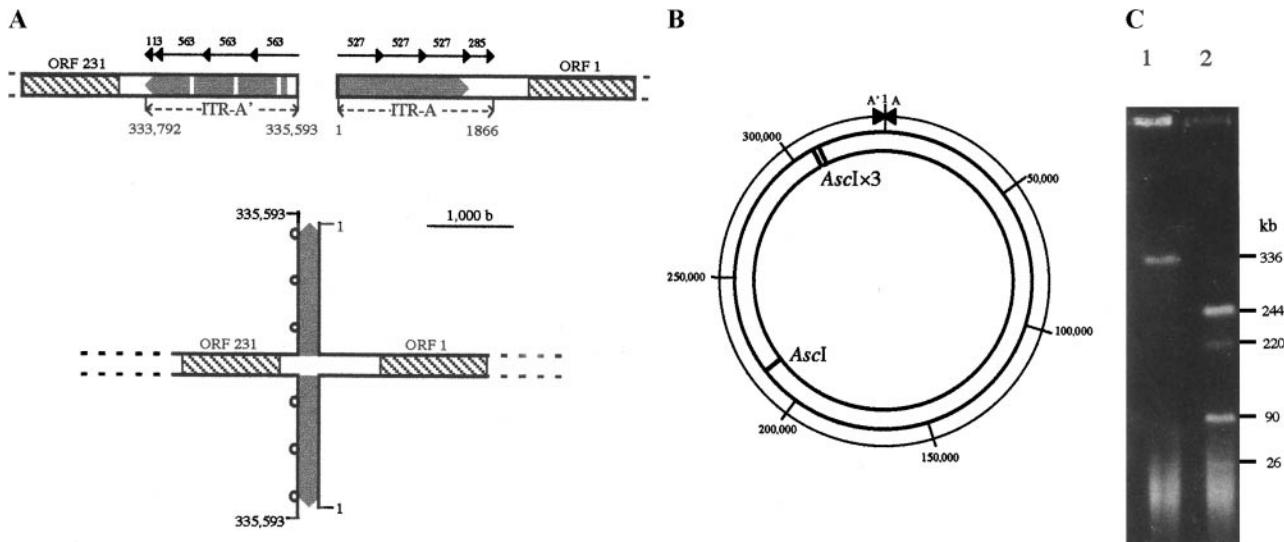 A
113 563 563 563
527 527 527 285
ORF 231
ORF 1
ITR-A'
ITR-A
333,792
335,593
1
1866
335,593
1
1,000 b
ORF 231
ORF 1
335,593
1
B
A' 1 A
300,000
50,000
AscI×3
250,000
100,000
AscI
200,000
150,000
C
1 2
kb
336
244
220
90
26